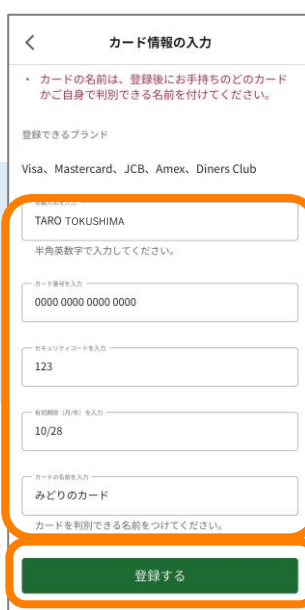 カード情報の入力
・ カードの名前は、登録後にお手持ちのどのカード
かご自身で判別できる名前を付けてください。
登録できるブランド
Visa、Mastercard、JCB、Amex、Diners Club
TARO TOKUSHIMA
半角英数字で入力してください。
カード番号を入力
0000 0000 0000 0000
セキュリティコードを入力
123
有効期限（月/年）を入力
10/28
カードの名前を入力
みどりのカード
カードを判別できる名前をつけてください。
登録する